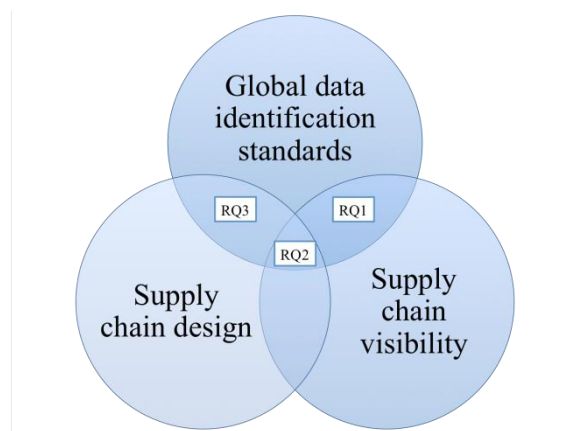 Global data
identification
standards
RQ3
RQ1
RQ2
Supply
chain design
Supply
chain
visibility